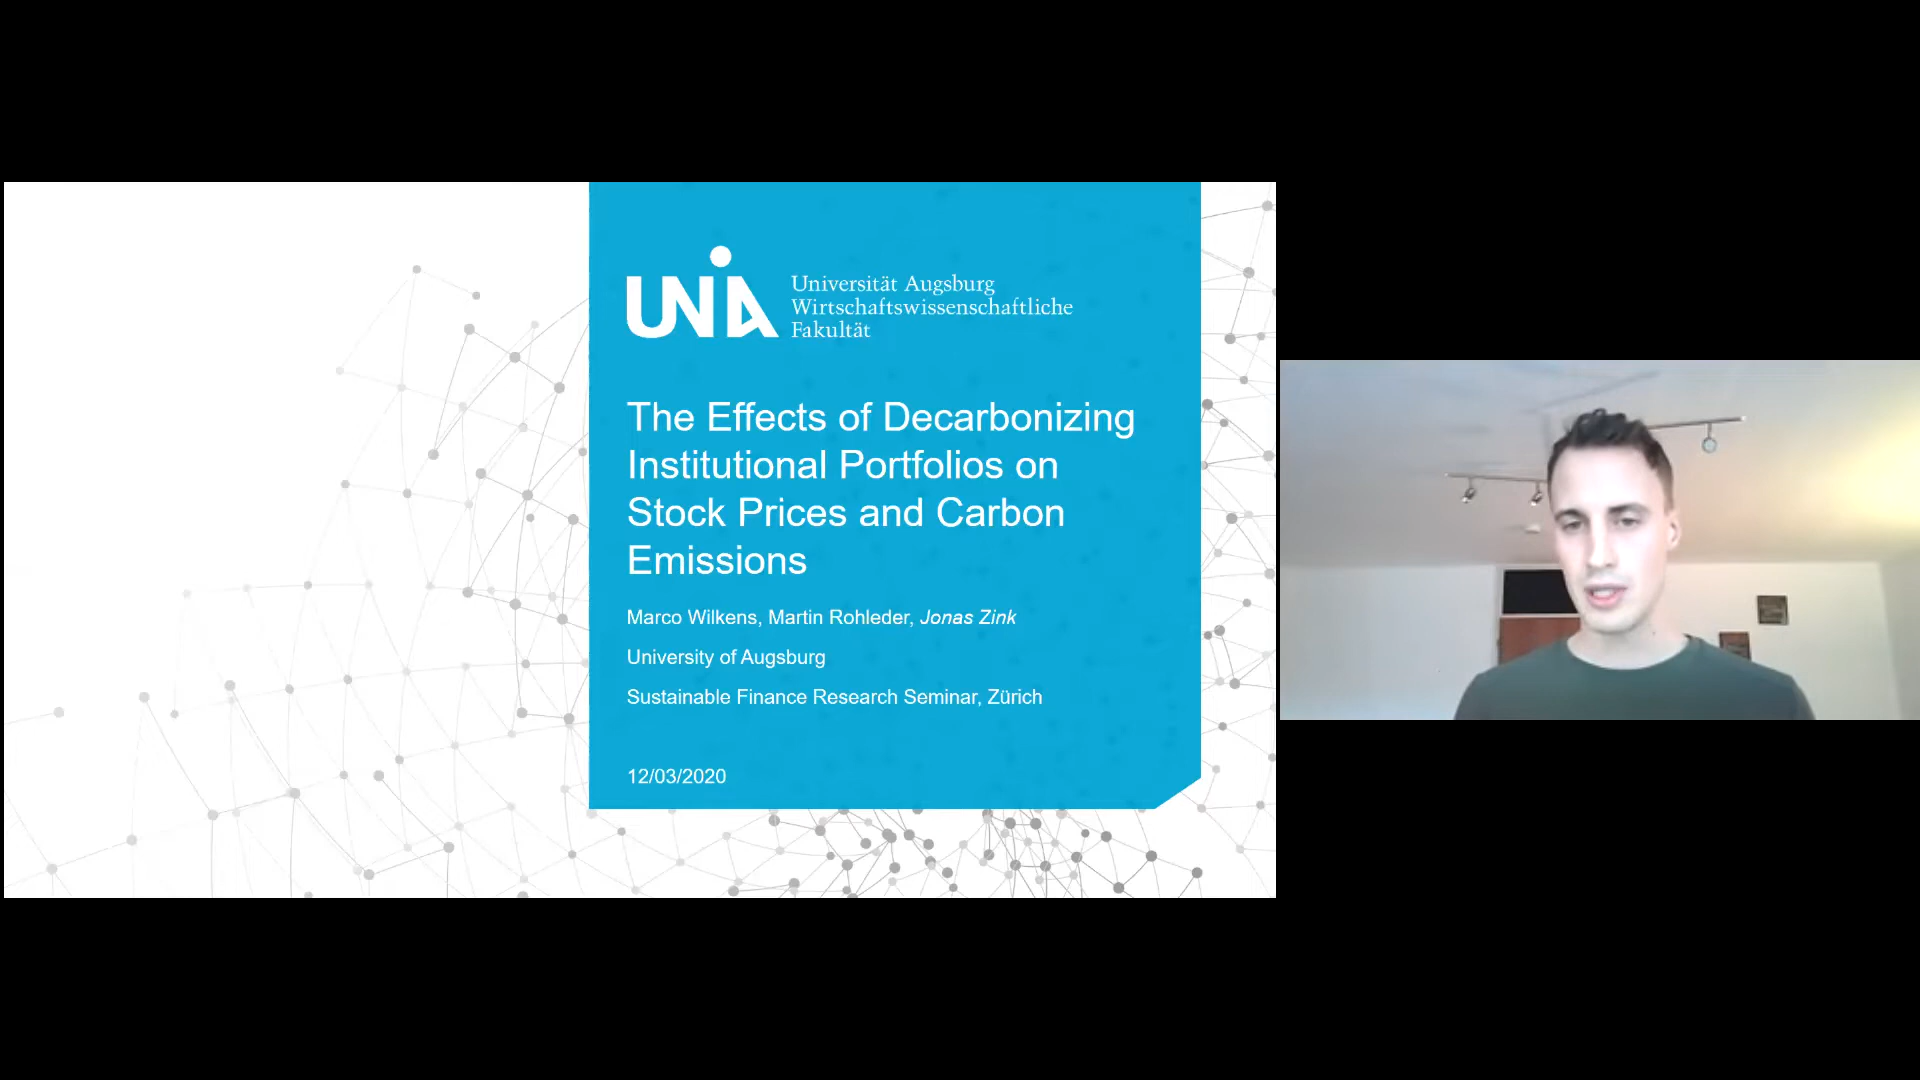 UNIA
Universität Augsburg
Wirtschaftswissenschaftliche
Fakultät
The Effects of Decarbonizing
Institutional Portfolios on
Stock Prices and Carbon
Emissions
Marco Wilkens, Martin Rohleder, Jonas Zink
University of Augsburg
Sustainable Finance Research Seminar, Zürich
12/03/2020